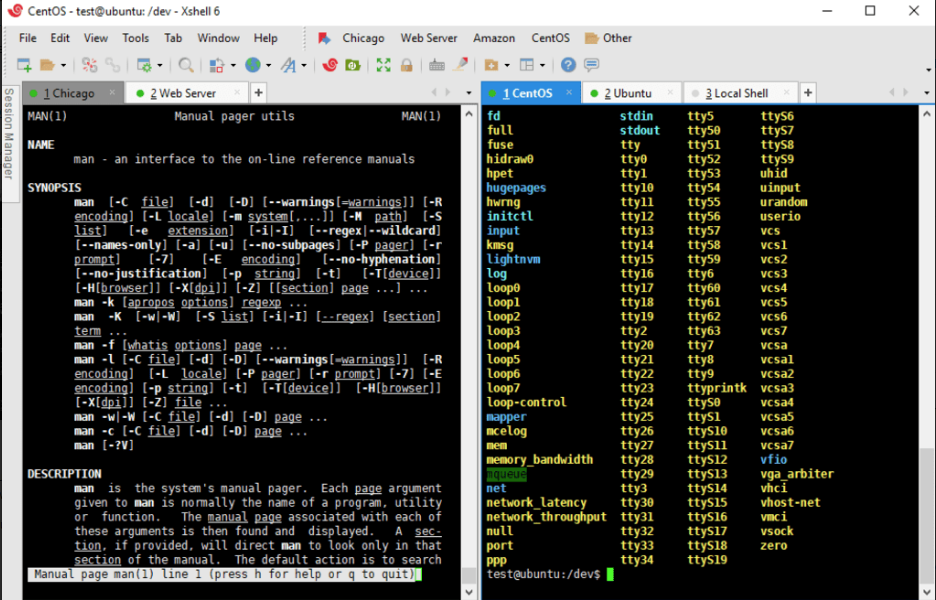 CentOS - test@ubuntu: /dev - Xshell 6
File Edit View Tools Tab Window Help Chicago Web Server Amazon CentOS Other
Session Manager
1 Chicago × 2 Web Server × +
MAN(1) Manual pager utils MAN(1)
NAME
man - an interface to the on-line reference manuals
SYNOPSIS
man [-C file] [-d] [-D] [--warnings[=warnings]] [-R
encoding] [-L locale] [-m system[,...]] [-M path] [-S
list] [-e extension] [-i|-I] [--regex|--wildcard]
[--names-only] [-a] [-u] [--no-subpages] [-P pager] [-r
prompt] [-7] [-E encoding] [--no-hyphenation]
[--no-justification] [-p string] [-t] [-T[device]]
[-H[browser]] [-X[dpi]] [-Z] [[section] page ...] ...
man -k [apropos options] regexp ...
man -K [-w|-W] [-S list] [-i|-I] [--regex] [section]
term ...
man -f [whatis options] page ...
man -l [-C file] [-d] [-D] [--warnings[=warnings]] [-R
encoding] [-L locale] [-P pager] [-r prompt] [-7] [-E
encoding] [-p string] [-t] [-T[device]] [-H[browser]]
[-X[dpi]] [-Z] file ...
man -w|-W [-C file] [-d] [-D] page ...
man -c [-C file] [-d] [-D] page ...
man [-?V]
DESCRIPTION
man is the system's manual pager. Each page argument
given to man is normally the name of a program, utility
or function. The manual page associated with each of
these arguments is then found and displayed. A sec-
tion, if provided, will direct man to look only in that
section of the manual. The default action is to search
Manual page man(1) line 1 (press h for help or q to quit)
1 CentOS × 2 Ubuntu × 3 Local Shell × +
fd stdin tty5 ttyS6
full stdout tty50 ttyS7
fuse tty tty51 ttyS8
hidraw0 tty0 tty52 ttyS9
hpet tty1 tty53 uhid
hugepages tty10 tty54 uinput
hwrng tty11 tty55 urandom
initctl tty12 tty56 userio
input tty13 tty57 vcs
kmsg tty14 tty58 vcs1
lightnvm tty15 tty59 vcs2
log tty16 tty6 vcs3
loop0 tty17 tty60 vcs4
loop1 tty18 tty61 vcs5
loop2 tty19 tty62 vcs6
loop3 tty2 tty63 vcs7
loop4 tty20 tty7 vcsa
loop5 tty21 tty8 vcsa1
loop6 tty22 tty9 vcsa2
loop7 tty23 ttyprintk vcsa3
loop-control tty24 ttyS0 vcsa4
mapper tty25 ttyS1 vcsa5
mcelog tty26 ttyS10 vcsa6
mem tty27 ttyS11 vcsa7
memory_bandwidth tty28 ttyS12 vfio
mqueue tty29 ttyS13 vga_arbiter
net tty3 ttyS14 vhci
network_latency tty30 ttyS15 vhost-net
network_throughput tty31 ttyS16 vmci
null tty32 ttyS17 vsock
port tty33 ttyS18 zero
ppp tty34 ttyS19
test@ubuntu:/dev$